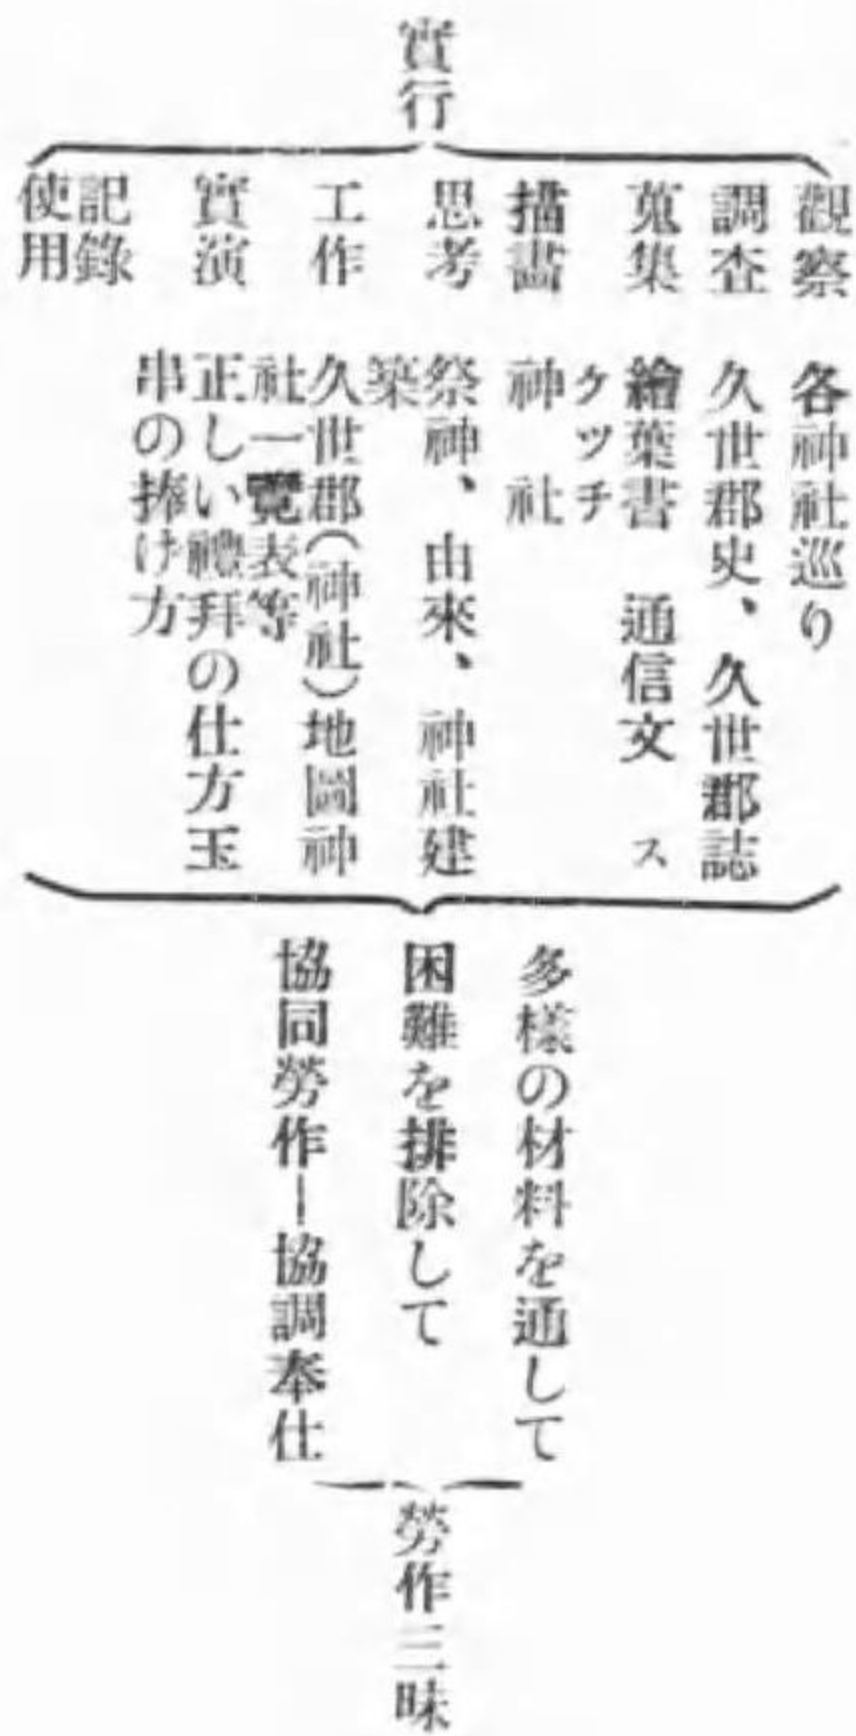 實行
觀察　各神社巡り
調査　久世郡史、久世郡誌
蒐集　繪葉書　通信文　ス
ケッチ
描畵　神社
思考　祭神、由來、神社建
築
工作　久世郡(神社)地圖神
社一覽表等
實演　正しい禮拜の仕方玉
串の捧げ方
記錄
使用
多樣の材料を通して
困難を排除して
協同勞作―協調奉仕
勞作三昧